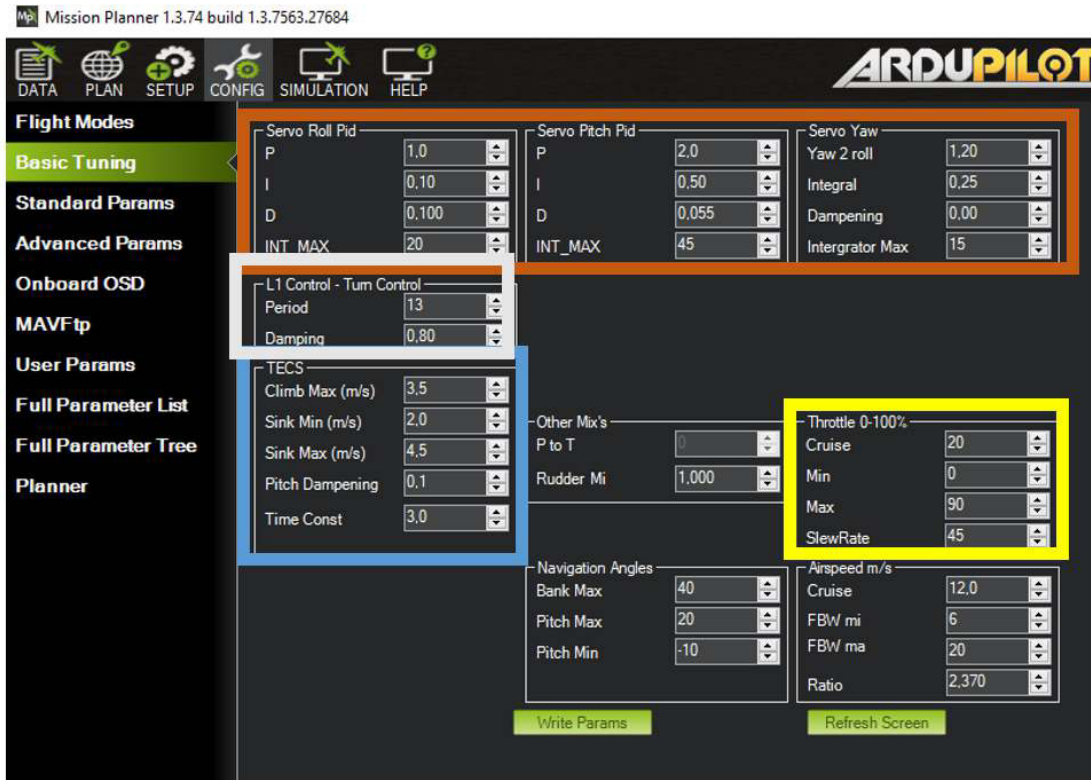 Mission Planner 1.3.74 build 1.3.7563.27684
DATA PLAN SETUP CONFIG SIMULATION HELP
ARDUPILOT
Flight Modes
Basic Tuning
Standard Params
Advanced Params
Onboard OSD
MAVFtp
User Params
Full Parameter List
Full Parameter Tree
Planner
Servo Roll Pid
P 1,0
I 0,10
D 0,100
INT_MAX 20
Servo Pitch Pid
P 2,0
I 0,50
D 0,055
INT_MAX 45
Servo Yaw
Yaw 2 roll 1,20
Integral 0,25
Dampening 0,00
Intergrator Max 15
L1 Control - Turn Control
Period 13
Damping 0,80
TECS
Climb Max (m/s) 3,5
Sink Min (m/s) 2,0
Sink Max (m/s) 4,5
Pitch Dampening 0,1
Time Const 3,0
Other Mix's
P to T 0
Rudder Mi 1,000
Throttle 0-100%
Cruise 20
Min 0
Max 90
SlewRate 45
Navigation Angles
Bank Max 40
Pitch Max 20
Pitch Min -10
Airspeed m/s
Cruise 12,0
FBW mi 6
FBW ma 20
Ratio 2,370
Write Params
Refresh Screen